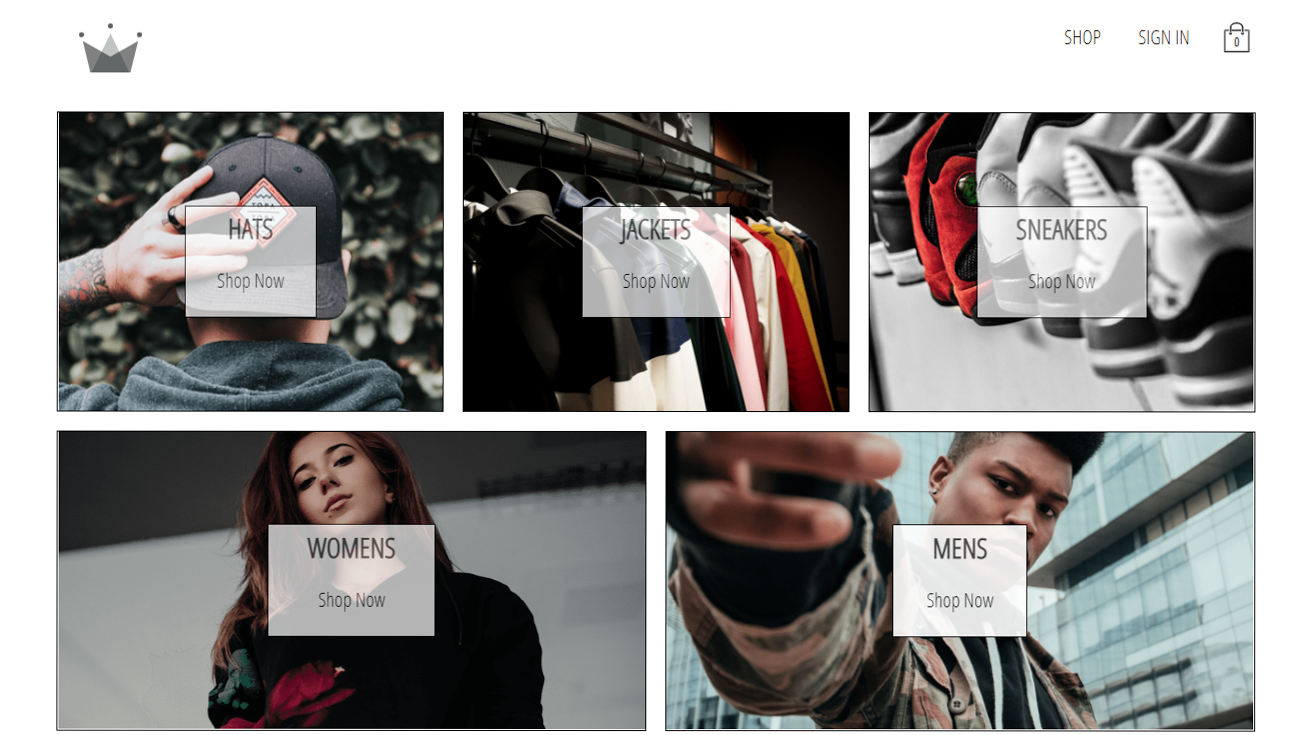 SHOP
SIGN IN
0
HATS
Shop Now
JACKETS
Shop Now
SNEAKERS
Shop Now
WOMENS
Shop Now
MENS
Shop Now